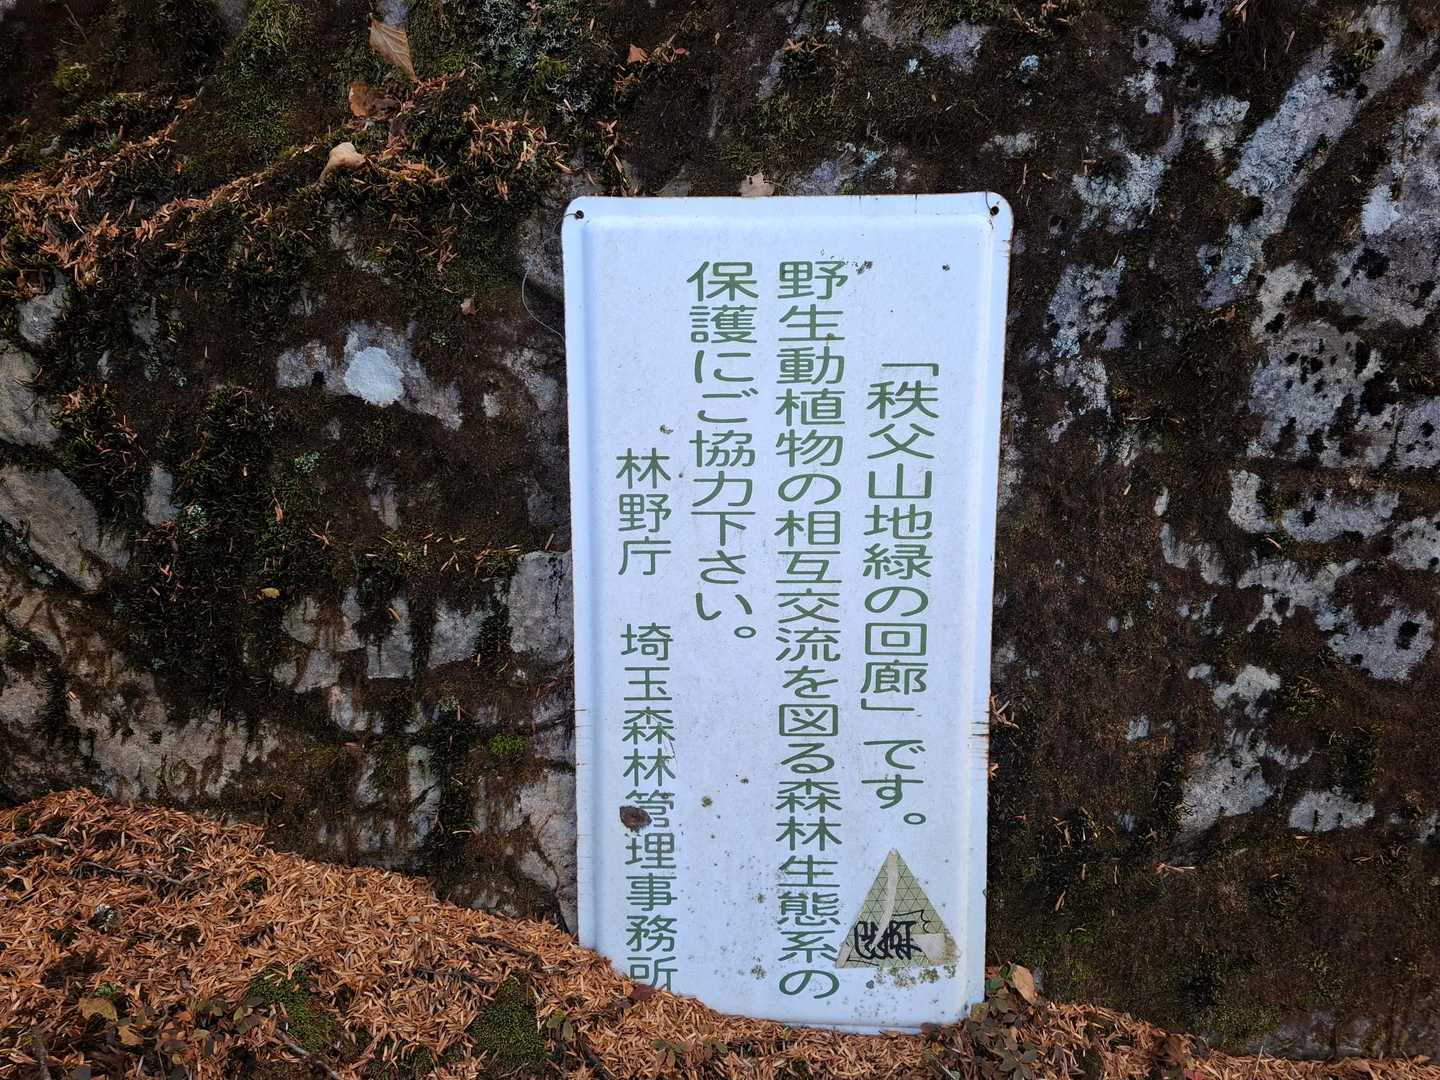 「秩父山地緑の回廊」です。
野生動植物の相互交流を図る森林生態系の
保護にご協力下さい。
林野庁　埼玉森林管理事務所